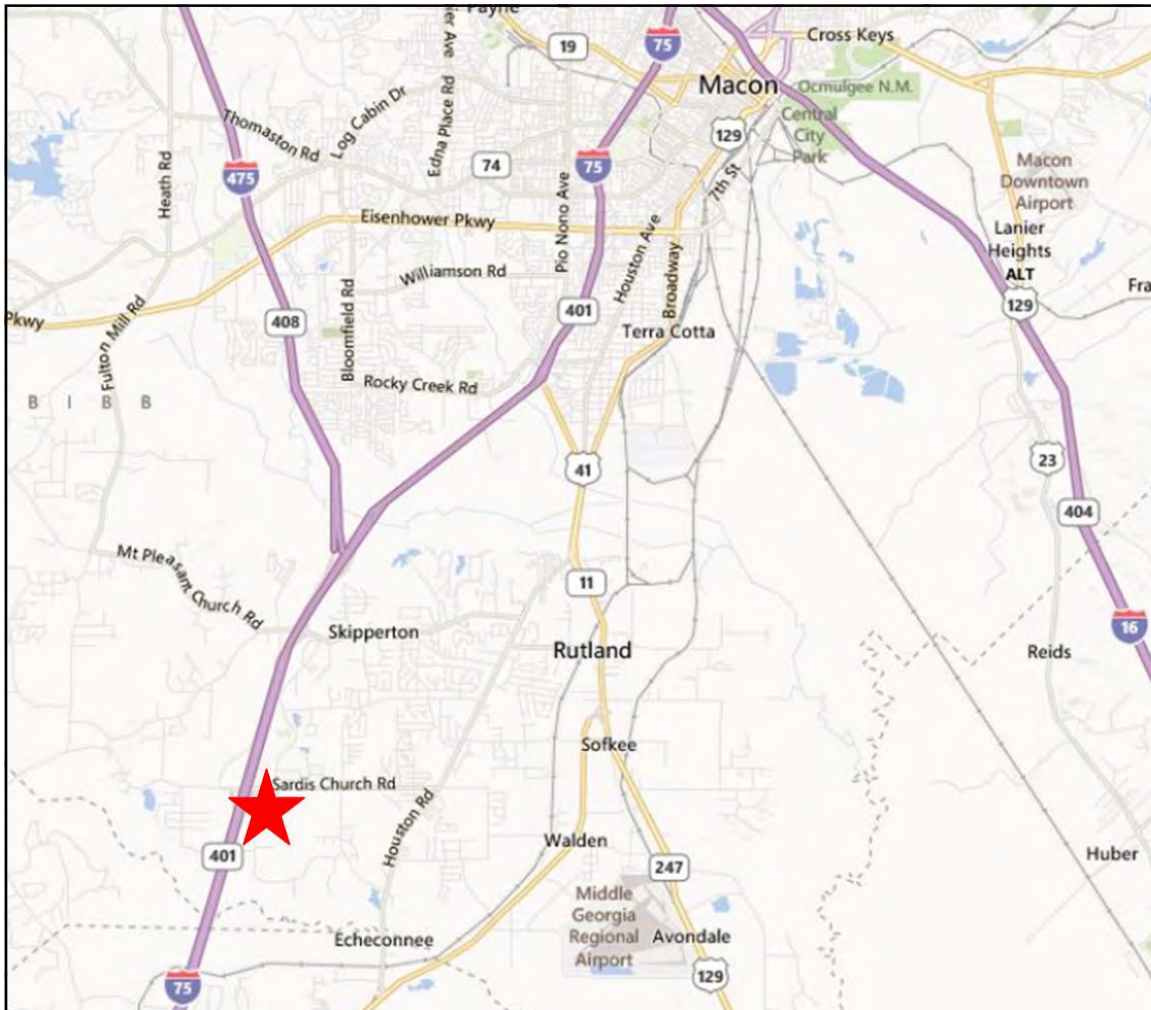 Payne
19
75
Cross Keys
Macon
Ocmulgee N.M.
129
Central
City
Park
Thomaston Rd
Log Cabin Dr
Edna Place Rd
74
75
475
Heath Rd
7th St
Macon
Downtown
Airport
Eisenhower Pkwy
Pio Nono Ave
Houston Ave
Lanier
Heights
ALT
129
Williamson Rd
Broadway
Bloomfield Rd
Pkwy
Fulton Mill Rd
408
401
Terra Cotta
Rocky Creek Rd
B I B B
41
23
404
Mt Pleasant Church Rd
11
Skipperton
Rutland
16
Reids
Sofkee
Sardis Church Rd
Houston Rd
Walden
401
247
Huber
Middle
Georgia
Regional
Airport
Echeconnee
Avondale
75
129